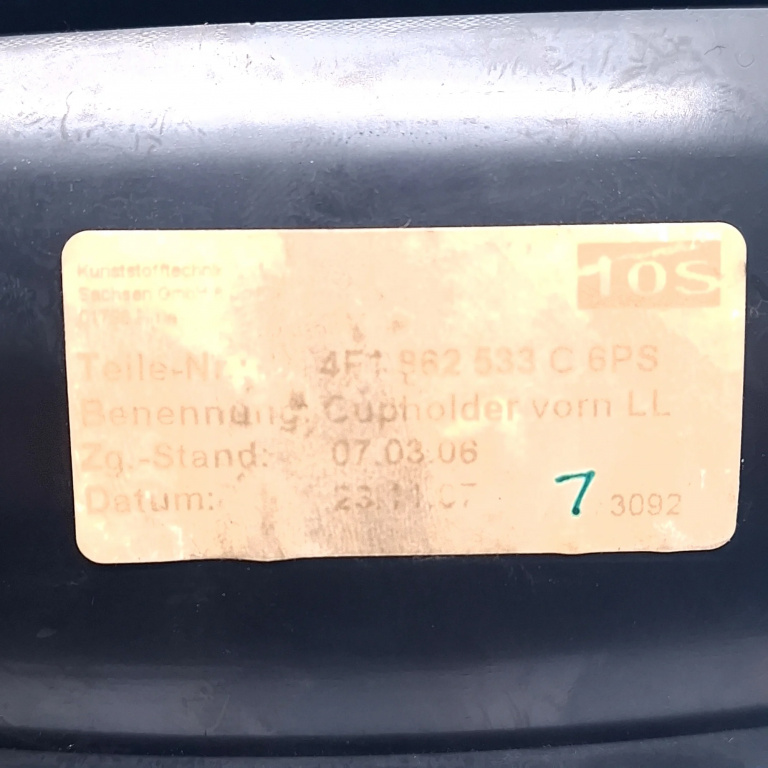 Kunststofftechnik
Sachsen GmbH
10S
Teile-Nr.: 4F1 862 533 C 6PS
Benennung: Cupholder vorn LL
Zg.-Stand: 07.03.06
Datum: 23.11.07
7 3092